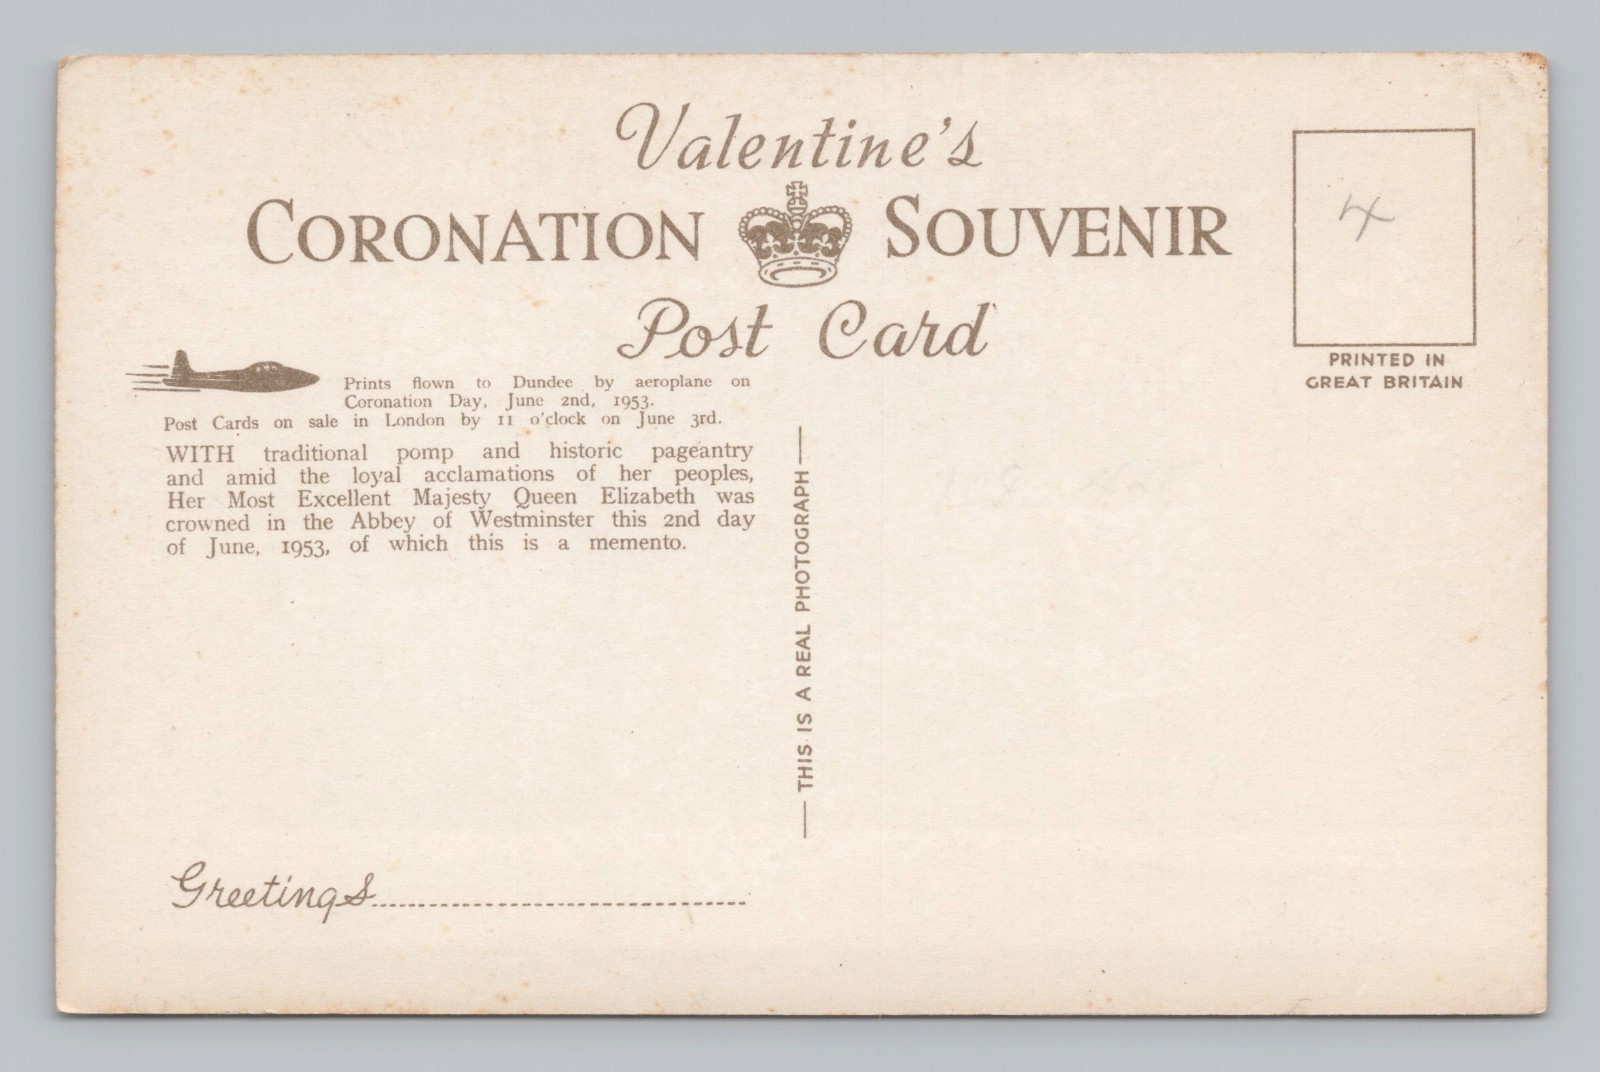 Valentine's
CORONATION SOUVENIR
Post Card
PRINTED IN
GREAT BRITAIN
Prints flown to Dundee by aeroplane on
Coronation Day, June 2nd, 1953.
Post Cards on sale in London by 11 o'clock on June 3rd.
WITH traditional pomp and historic pageantry
and amid the loyal acclamations of her peoples,
Her Most Excellent Majesty Queen Elizabeth was
crowned in the Abbey of Westminster this 2nd day
of June, 1953, of which this is a memento.
THIS IS A REAL PHOTOGRAPH
Greetings